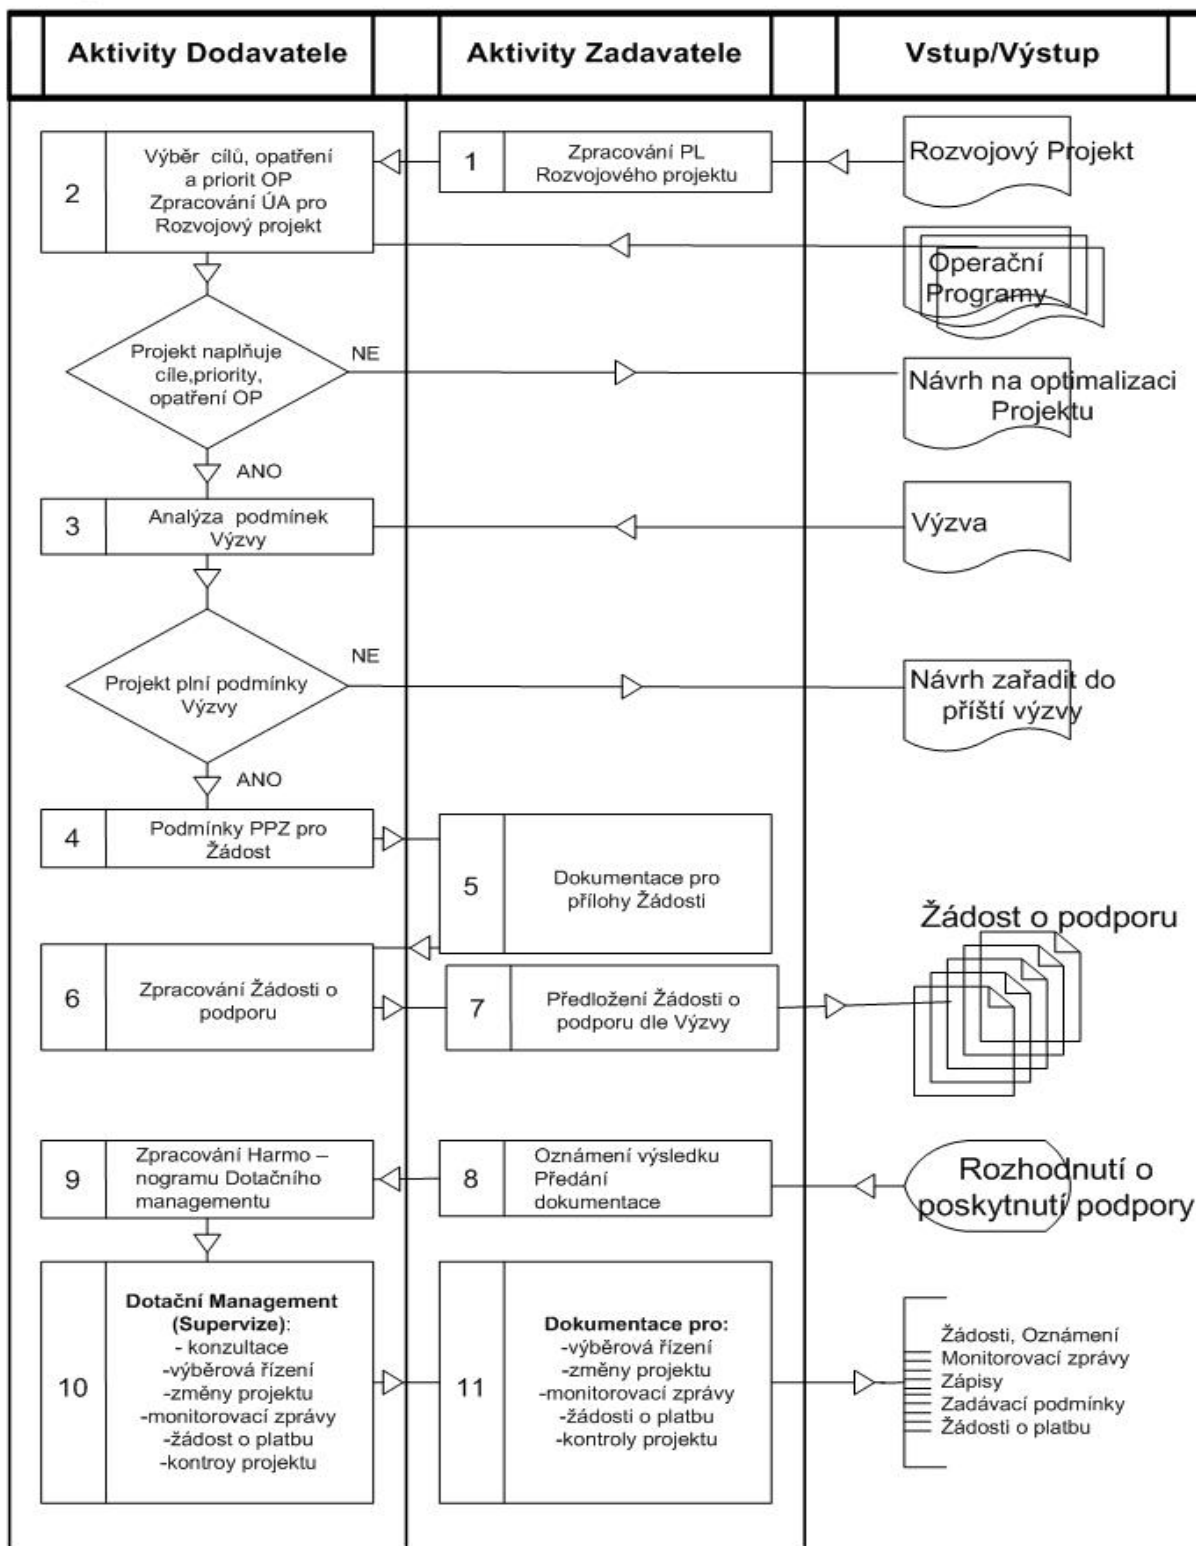 Aktivity Dodavatele
Aktivity Zadavatele
Vstup/Výstup
2
Výběr cílů, opatření
a priorit OP
Zpracování ÚA pro
Rozvojový projekt
1
Zpracování PL
Rozvojového projektu
Rozvojový Projekt
Operační
Programy
Projekt naplňuje
cíle,priority,
opatření OP
NE
Návrh na optimalizaci
Projektu
ANO
3
Analýza podmínek
Výzvy
Výzva
Projekt plní podmínky
Výzvy
NE
Návrh zařadit do
příští výzvy
ANO
4
Podmínky PPZ pro
Žádost
5
Dokumentace pro
přílohy Žádosti
Žádost o podporu
6
Zpracování Žádosti o
podporu
7
Předložení Žádosti o
podporu dle Výzvy
9
Zpracování Harmo –
nogramu Dotačního
managementu
8
Oznámení výsledku
Předání
dokumentace
Rozhodnutí o
poskytnutí podpory
10
Dotační Management
(Supervize):
- konzultace
-výběrová řízení
-změny projektu
-monitorovací zprávy
-žádost o platbu
-kontroy projektu
11
Dokumentace pro:
-výběrová řízení
-změny projektu
-monitorovací zprávy
-žádosti o platbu
-kontroly projektu
Žádosti, Oznámení
Monitorovací zprávy
Zápisy
Zadávací podmínky
Žádosti o platbu